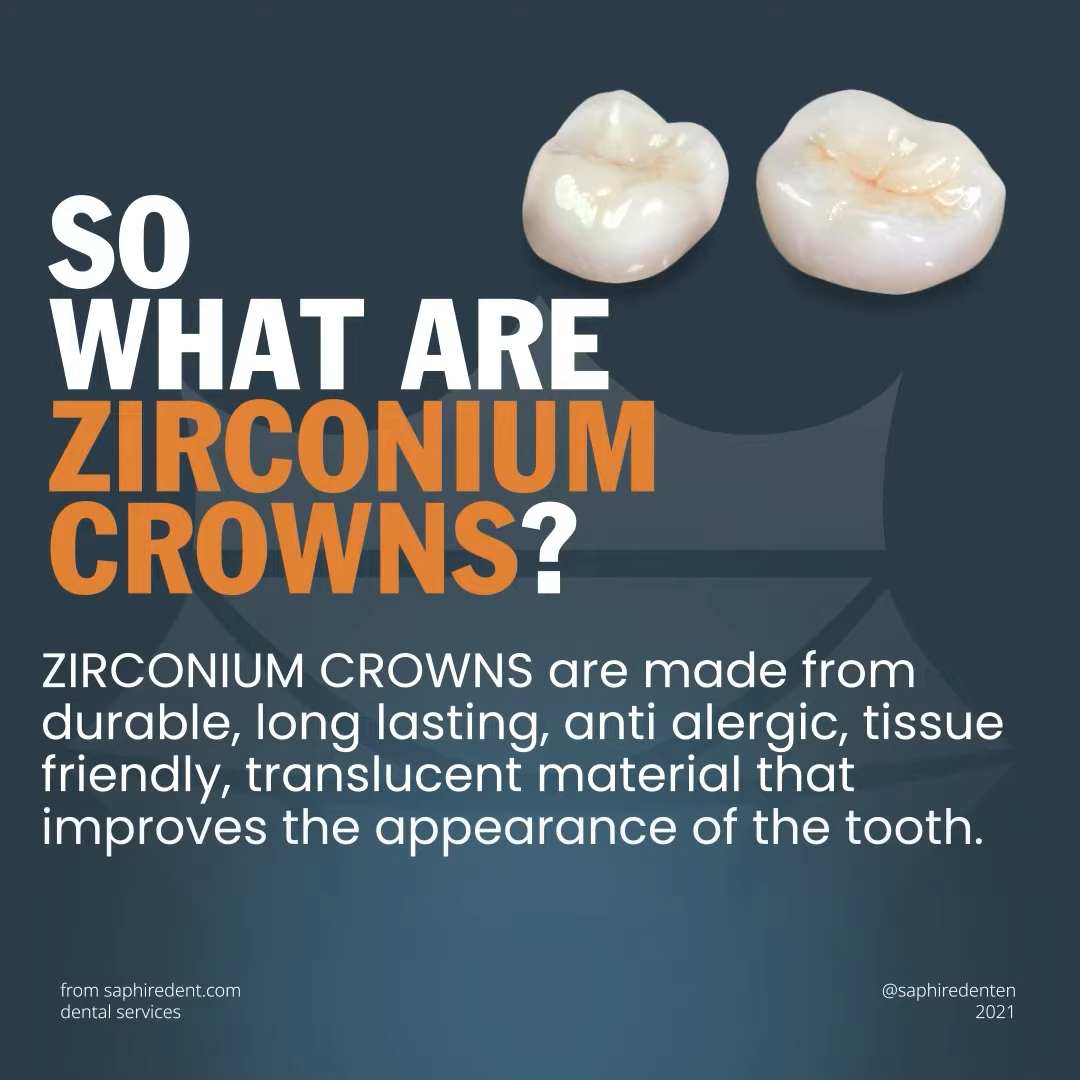 SO
WHAT ARE
ZIRCONIUM
CROWNS?
ZIRCONIUM CROWNS are made from
durable, long lasting, anti alergic, tissue
friendly, translucent material that
improves the appearance of the tooth.
from saphiredent.com
dental services
@saphiredenten
2021